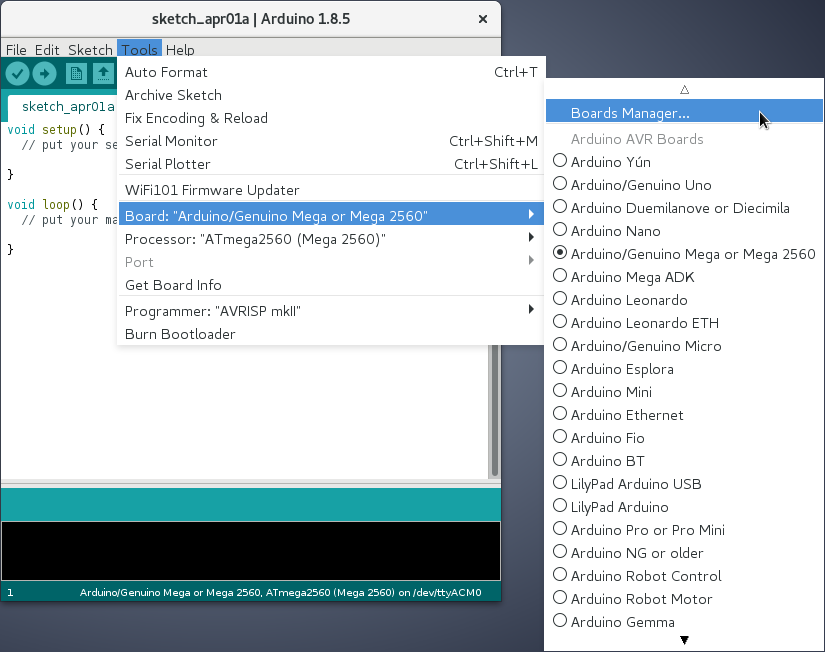 sketch_apr01a | Arduino 1.8.5
File Edit Sketch Tools Help
sketch_apr01a
void setup() {
// put your se
}
void loop() {
// put your ma
}
Auto Format Ctrl+T
Archive Sketch
Fix Encoding & Reload
Serial Monitor Ctrl+Shift+M
Serial Plotter Ctrl+Shift+L
WiFi101 Firmware Updater
Board: "Arduino/Genuino Mega or Mega 2560"
Processor: "ATmega2560 (Mega 2560)"
Port
Get Board Info
Programmer: "AVRISP mkII"
Burn Bootloader
Boards Manager...
Arduino AVR Boards
Arduino Yún
Arduino/Genuino Uno
Arduino Duemilanove or Diecimila
Arduino Nano
Arduino/Genuino Mega or Mega 2560
Arduino Mega ADK
Arduino Leonardo
Arduino Leonardo ETH
Arduino/Genuino Micro
Arduino Esplora
Arduino Mini
Arduino Ethernet
Arduino Fio
Arduino BT
LilyPad Arduino USB
LilyPad Arduino
Arduino Pro or Pro Mini
Arduino NG or older
Arduino Robot Control
Arduino Robot Motor
Arduino Gemma
1 Arduino/Genuino Mega or Mega 2560, ATmega2560 (Mega 2560) on /dev/ttyACM0